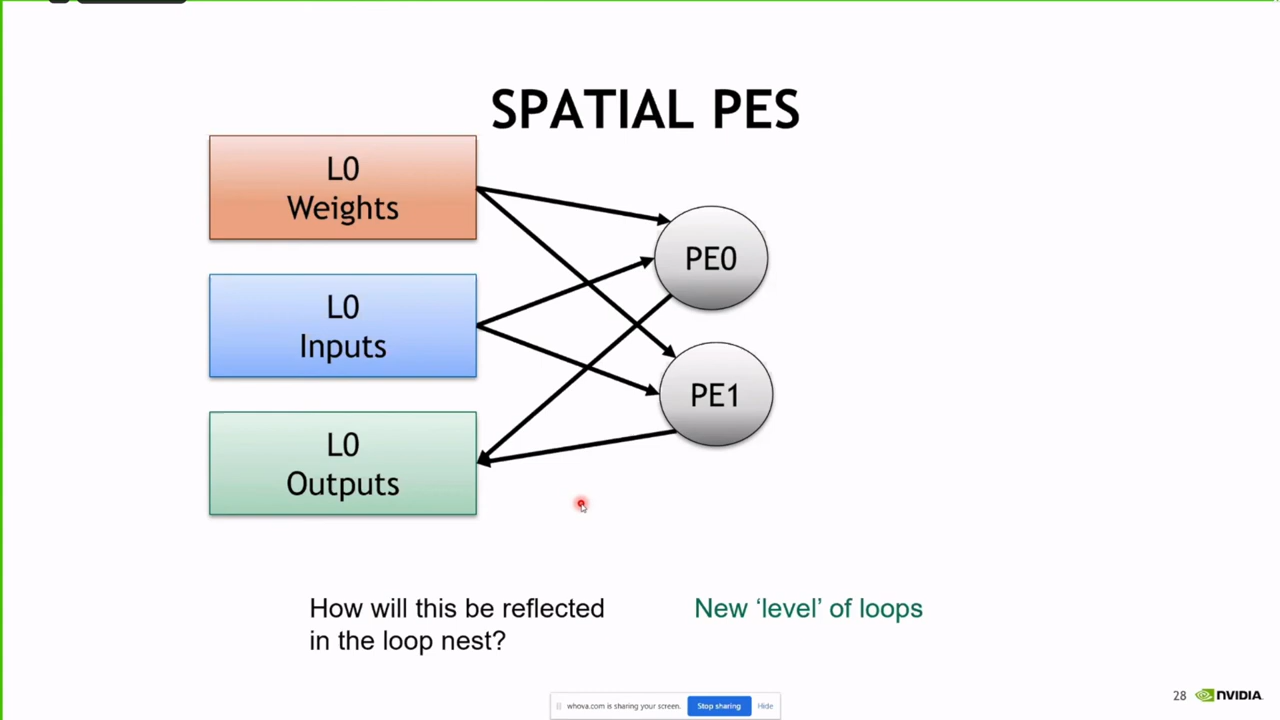 SPATIAL PES
L0
Weights
L0
Inputs
L0
Outputs
PE0
PE1
How will this be reflected
in the loop nest?
New ‘level’ of loops
28
NVIDIA.
whova.com is sharing your screen.
Stop sharing
Hide